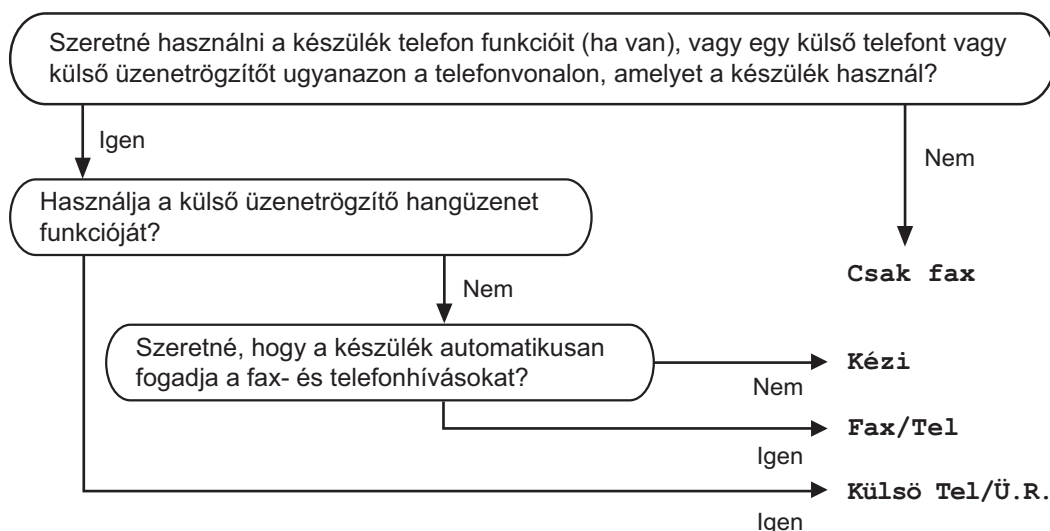 Szeretné használni a készülék telefon funkcióit (ha van), vagy egy külső telefont vagy
külső üzenetrögzítőt ugyanazon a telefonvonalon, amelyet a készülék használ?
Igen
Nem
Használja a külső üzenetrögzítő hangüzenet
funkcióját?
Csak fax
Nem
Szeretné, hogy a készülék automatikusan
fogadja a fax- és telefonhívásokat?
Kézi
Nem
Fax/Tel
Igen
Külsö Tel/Ü.R.
Igen